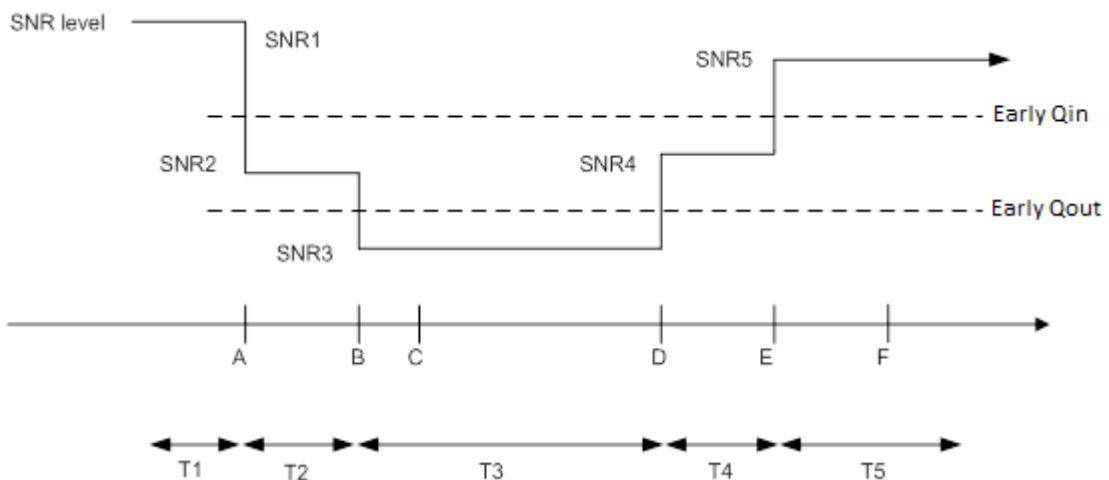 SNR level
SNR1
SNR5
Early Qin
SNR2
SNR4
Early Qout
SNR3
A B C D E F
T1 T2 T3 T4 T5